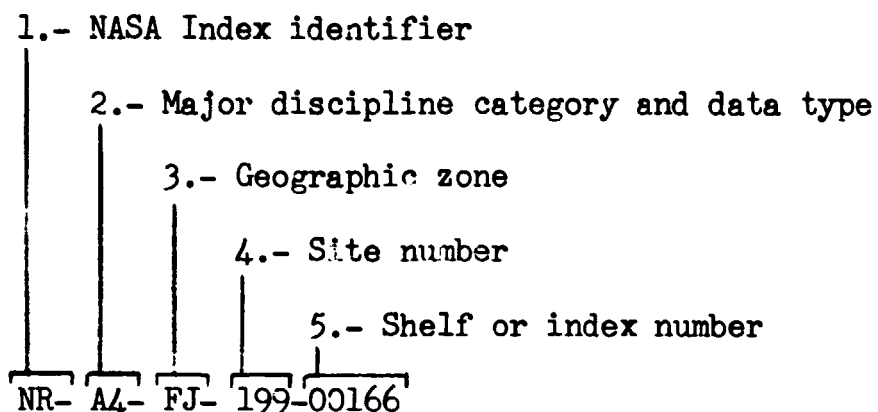 1.- NASA Index identifier
2.- Major discipline category and data type
3.- Geographic zone
4.- Site number
5.- Shelf or index number
NR- A4- FJ- 199-00166